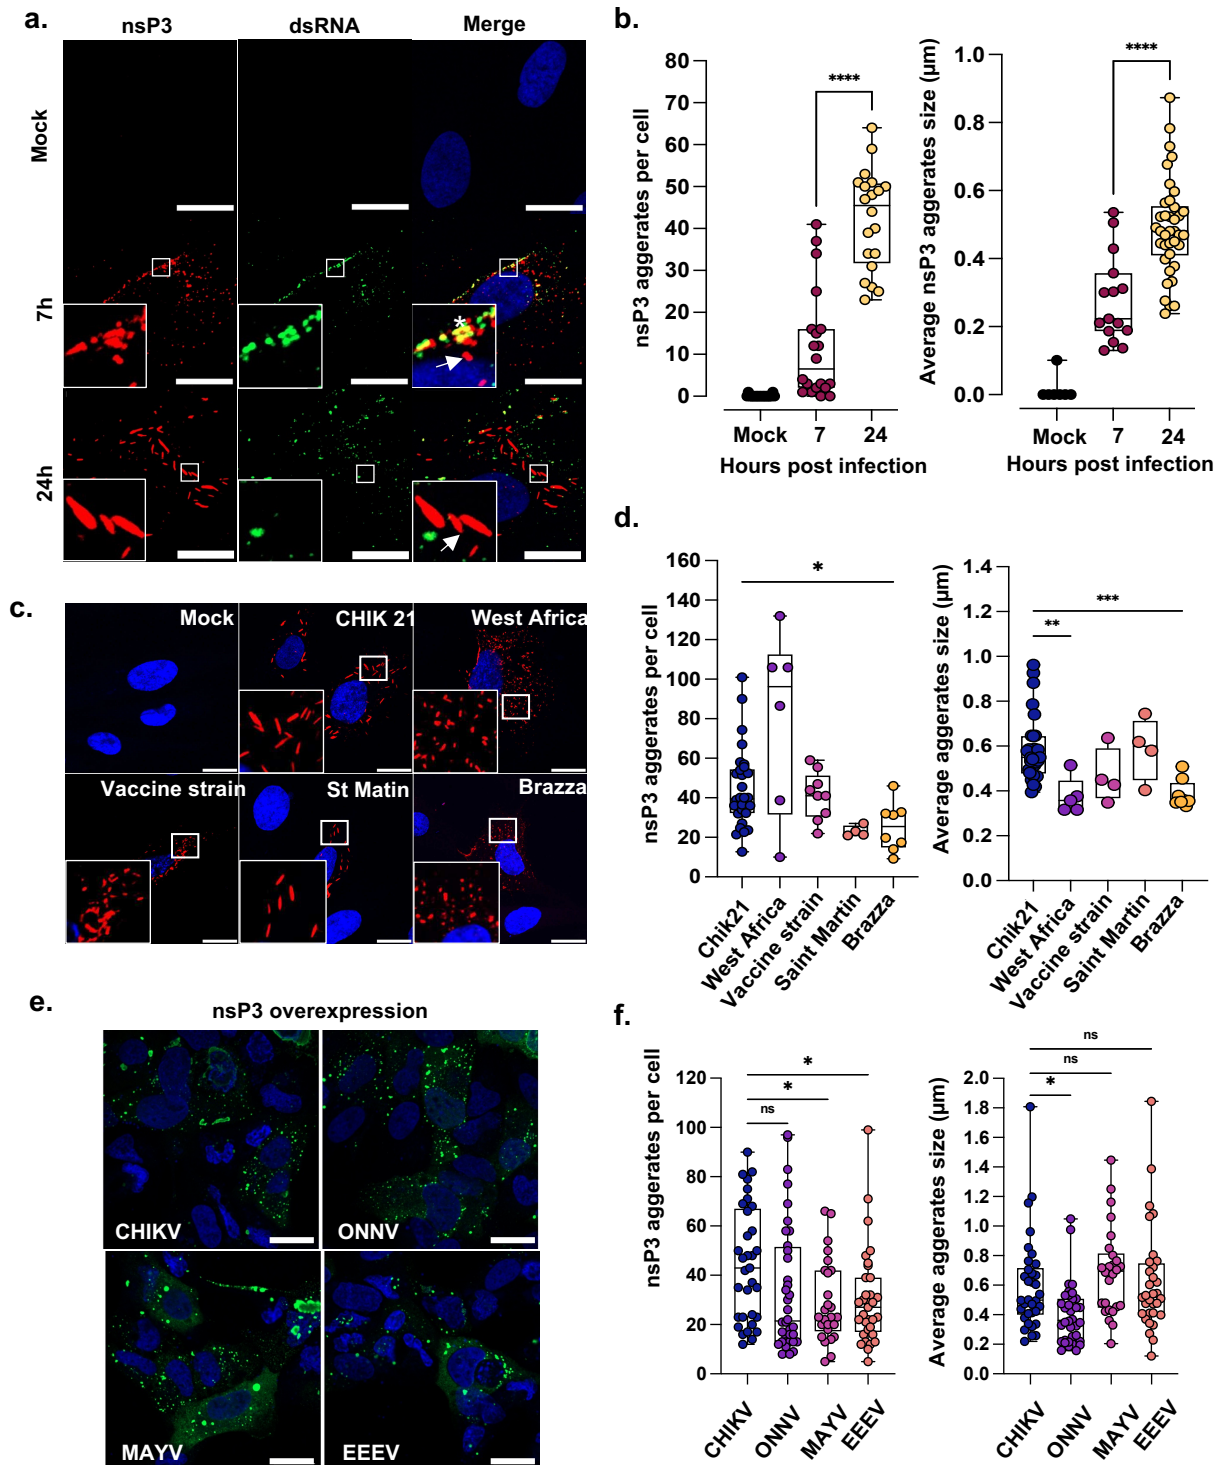 a.
nsP3
dsRNA
Merge
Mock
7h
*
24h
b.
nsP3 aggerates per cell
80
70
60
50
40
30
20
10
0
****
Mock
7
24
Hours post infection
Average nsP3 aggerates size (μm)
1.0
0.8
0.6
0.4
0.2
0.0
****
Mock
7
24
Hours post infection
c.
Mock
CHIK 21
West Africa
Vaccine strain
St Matin
Brazza
d.
nsP3 aggerates per cell
160
140
120
100
80
60
40
20
0
*
Chik21
West Africa
Vaccine strain
Saint Martin
Brazza
Average aggerates size (μm)
1.4
1.2
1.0
0.8
0.6
0.4
0.2
0.0
***
**
Chik21
West Africa
Vaccine strain
Saint Martin
Brazza
e.
nsP3 overexpression
CHIKV
ONNV
MAYV
EEEV
f.
nsP3 aggerates per cell
120
100
80
60
40
20
0
*
*
ns
CHIKV
ONNV
MAYV
EEEV
Average aggerates size (μm)
2.0
1.8
1.6
1.4
1.2
1.0
0.8
0.6
0.4
0.2
0.0
ns
ns
*
CHIKV
ONNV
MAYV
EEEV